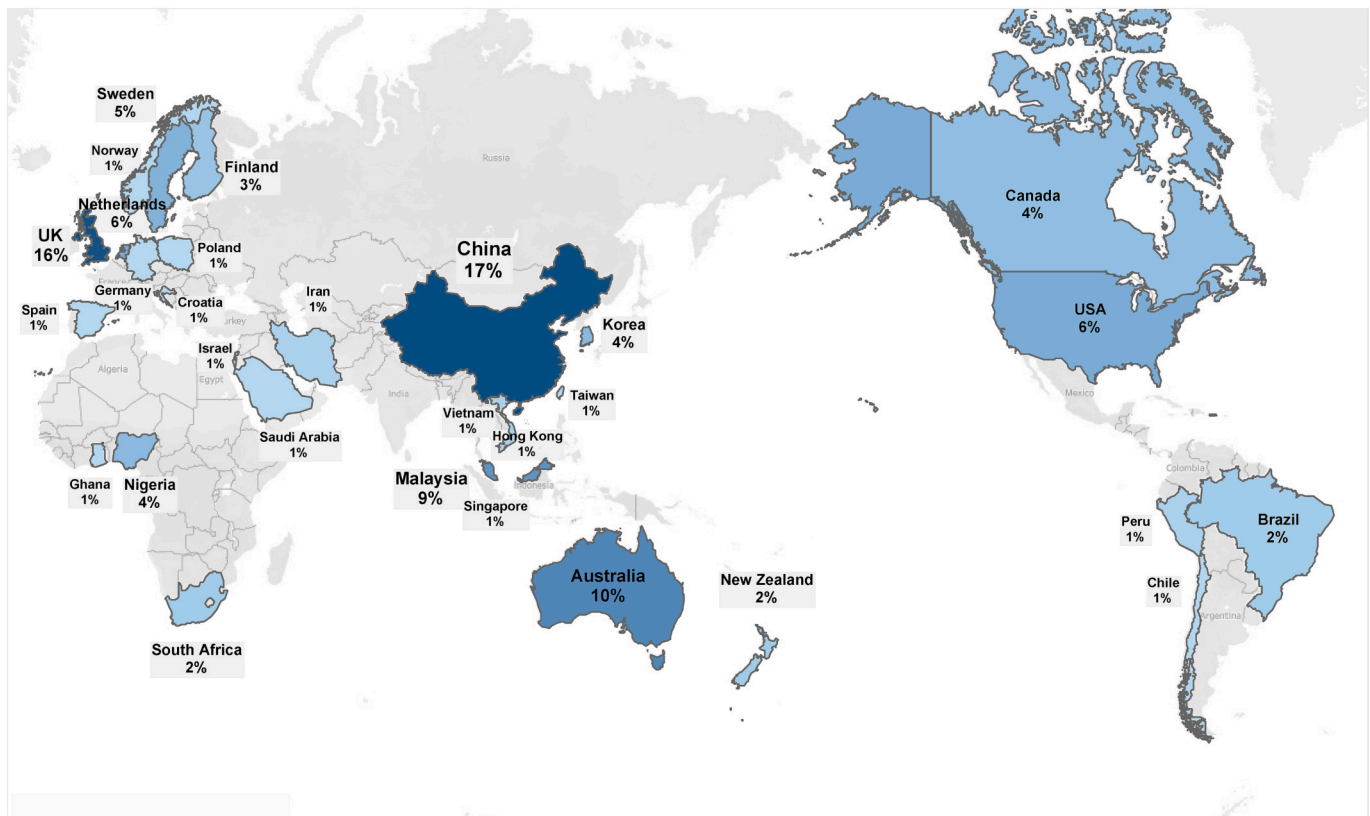 Sweden
5%
Norway
1%
Finland
3%
Netherlands
6%
UK
16%
Poland
1%
Germany
1%
Croatia
1%
Spain
1%
France
Turkey
Russia
China
17%
Iran
1%
Israel
1%
Korea
4%
Taiwan
1%
Algeria
Egypt
India
Saudi Arabia
1%
Vietnam
1%
Hong Kong
1%
Ghana
1%
Nigeria
4%
Malaysia
9%
Singapore
1%
Indonesia
Australia
10%
New Zealand
2%
South Africa
2%
Canada
4%
USA
6%
Mexico
Colombia
Peru
1%
Brazil
2%
Chile
1%
Argentina